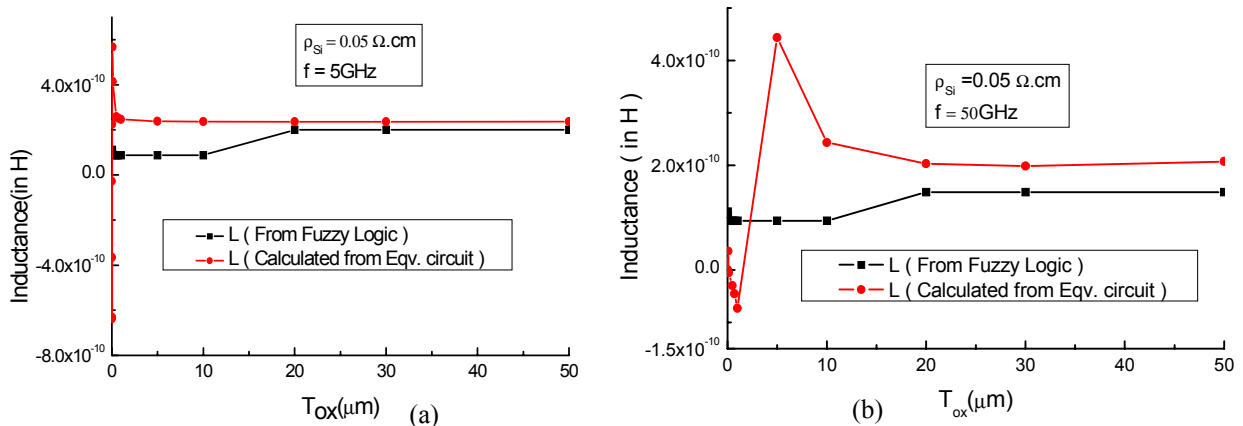 ρSi = 0.05 Ω.cm
f = 5GHz
4.0x10-10
0.0
-4.0x10-10
-8.0x10-10
Inductance(in H)
L ( From Fuzzy Logic )
L ( Calculated from Eqv. circuit )
0 10 20 30 40 50
Tox(μm)
(a)
ρSi =0.05 Ω.cm
f = 50GHz
4.0x10-10
2.0x10-10
0.0
-1.5x10-10
Inductance ( in H )
L ( From Fuzzy Logic )
L ( Calculated from Eqv. circuit )
0 10 20 30 40 50
Tox(μm)
(b)